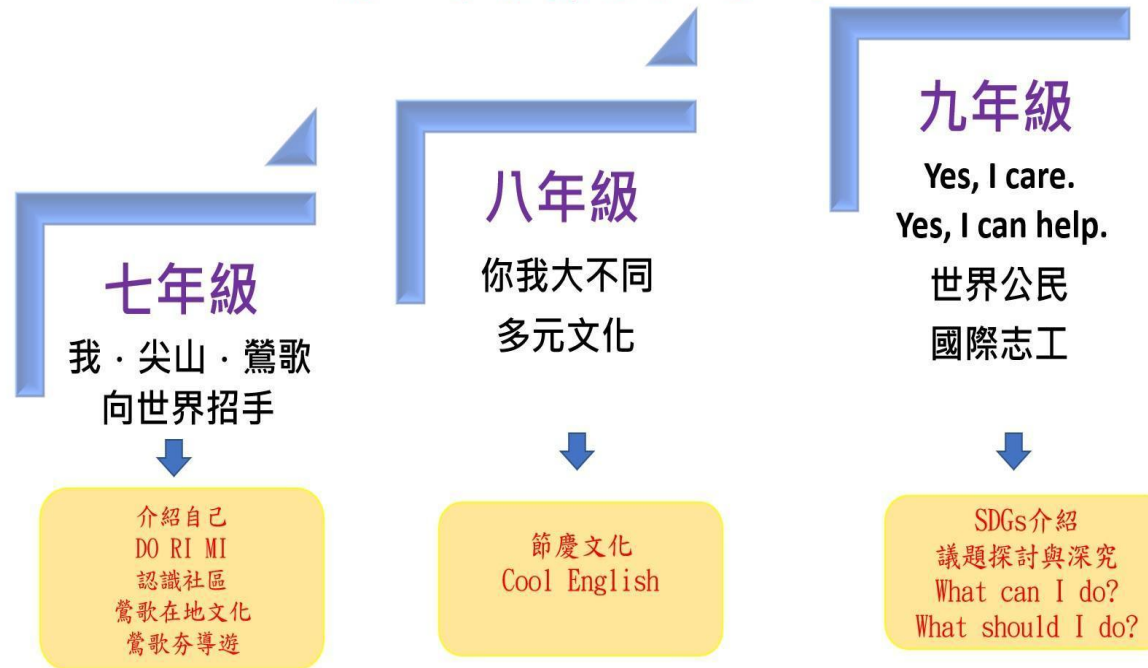 七年級
我．尖山．鶯歌
向世界招手
介紹自己
DO RI MI
認識社區
鶯歌在地文化
鶯歌夯導遊
八年級
你我大不同
多元文化
節慶文化
Cool English
九年級
Yes, I care.
Yes, I can help.
世界公民
國際志工
SDGs介紹
議題探討與深究
What can I do?
What should I do?